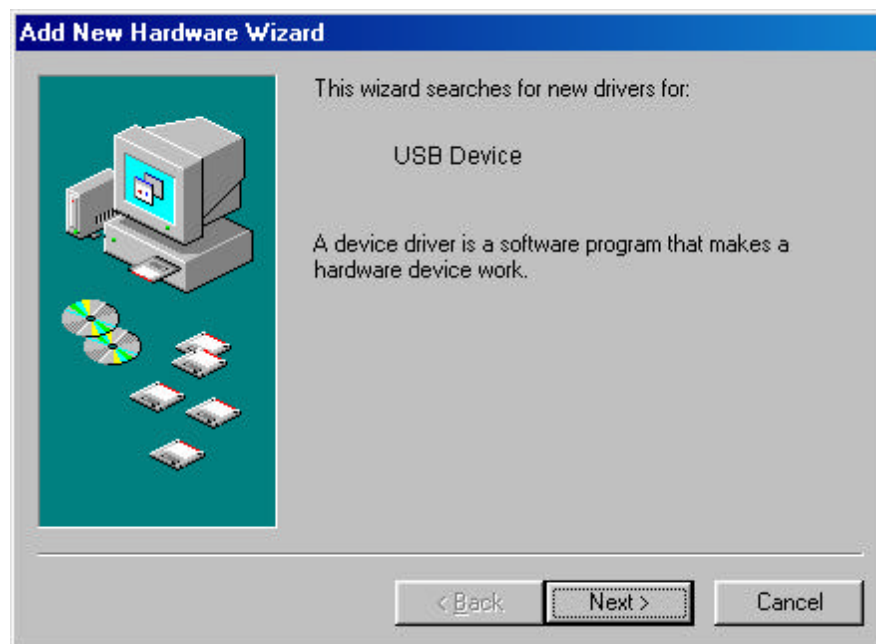 Add New Hardware Wizard
This wizard searches for new drivers for:
USB Device
A device driver is a software program that makes a
hardware device work.
< Back
Next >
Cancel